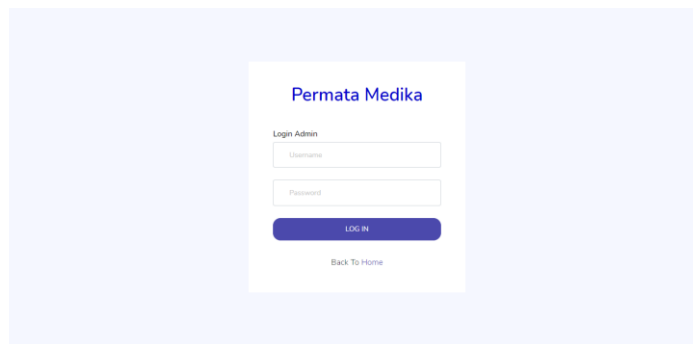 Permata Medika
Login Admin
Username
Password
LOG IN
Back To Home